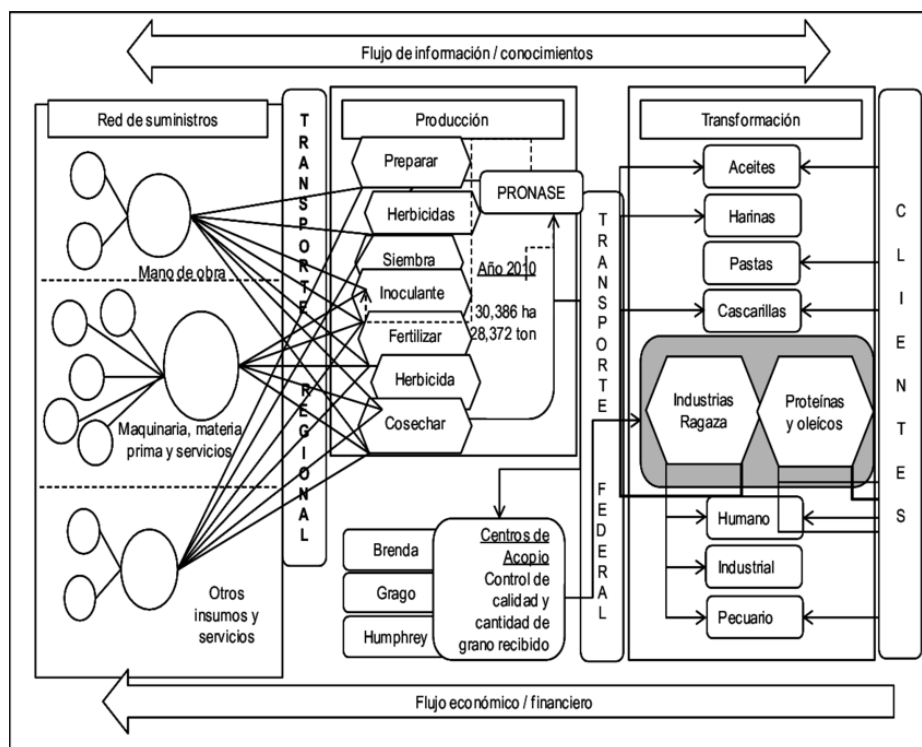 Flujo de información / conocimientos
Red de suministros
Mano de obra
Maquinaria, materia
prima y servicios
Otros
insumos y
servicios
TRANSPORTE REGIONAL
Producción
Preparar
Herbicidas
Siembra
Inoculante
Fertilizar
Herbicida
Cosechar
PRONASE
Año 2010
30,386 ha
28,372 ton
Brenda
Grago
Humphrey
Centros de
Acopio
Control de
calidad y
cantidad de
grano recibido
TRANSPORTE FEDERAL
Transformación
Aceites
Harinas
Pastas
Cascarillas
Industrias
Ragaza
Proteínas
y oleícos
Humano
Industrial
Pecuario
CLIENTES
Flujo económico / financiero